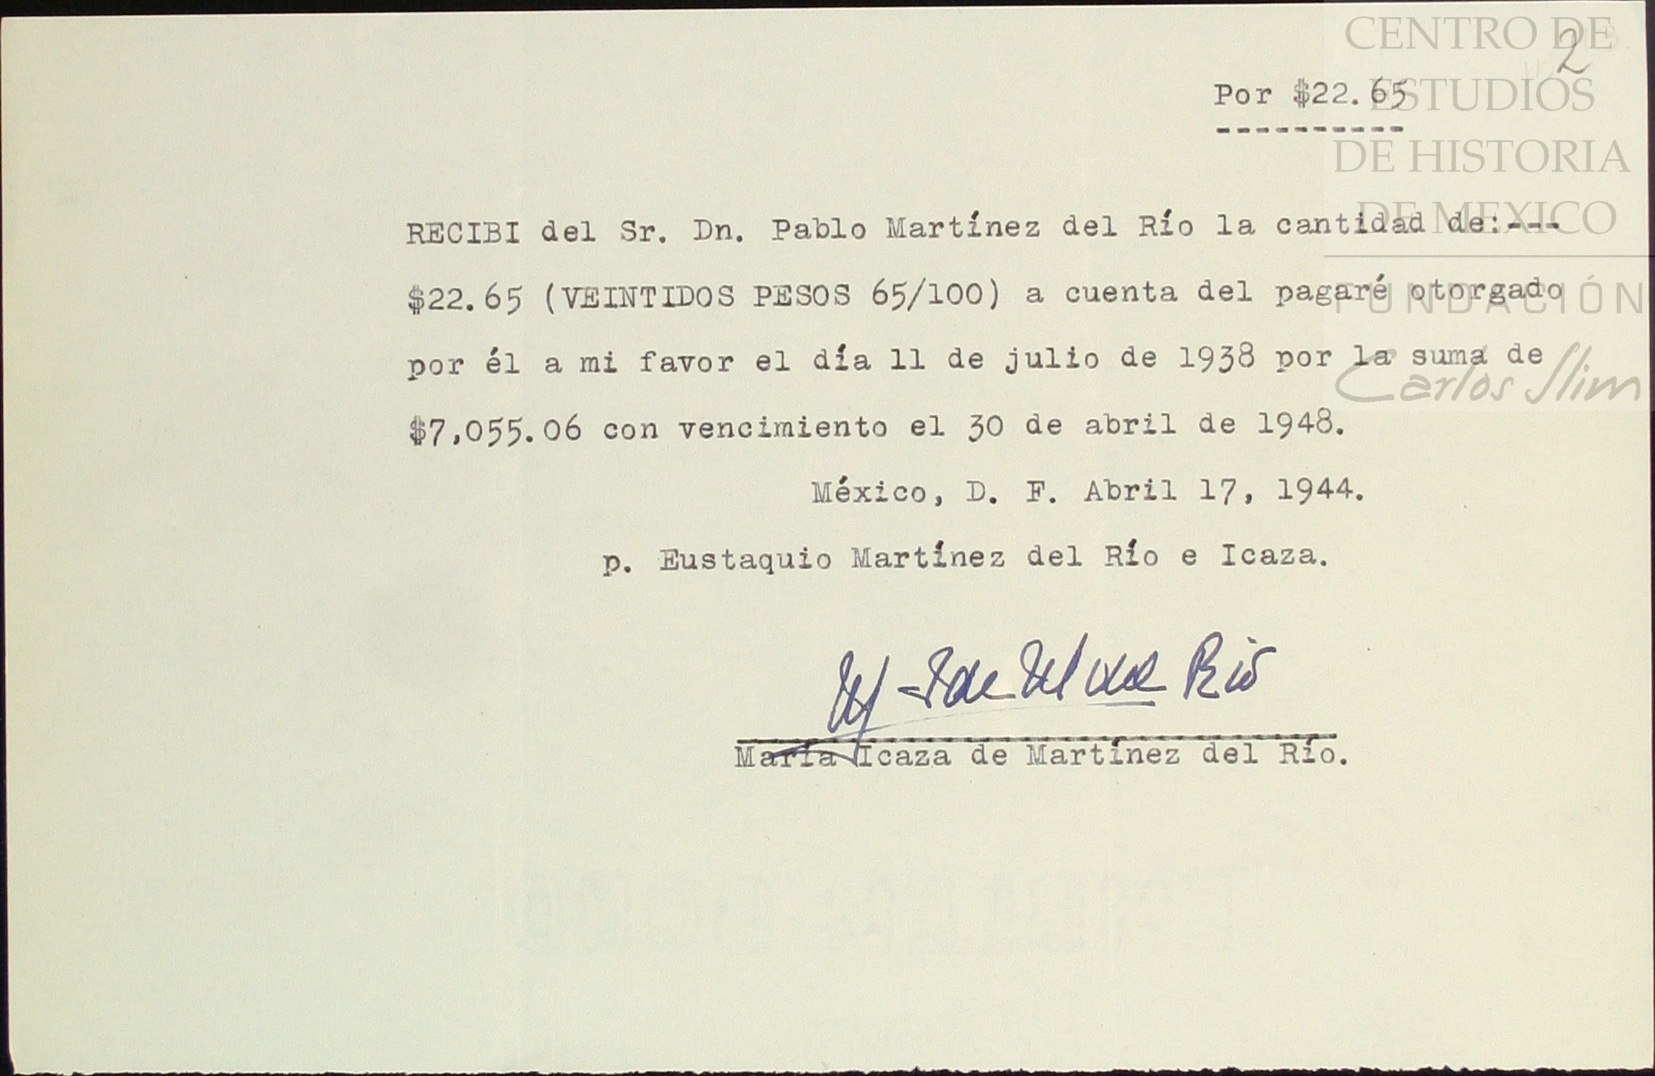 CENTRO DE
ESTUDIOS
DE HISTORIA
DE MEXICO
FUNDACIÓN
Carlos Slim
2
Por $22.65
----------
RECIBI del Sr. Dn. Pablo Martínez del Río la cantidad de:---
$22.65 (VEINTIDOS PESOS 65/100) a cuenta del pagaré otorgado
por él a mi favor el día 11 de julio de 1938 por la suma de
$7,055.06 con vencimiento el 30 de abril de 1948.
México, D. F. Abril 17, 1944.
p. Eustaquio Martínez del Río e Icaza.
María Icaza de Martínez del Río.